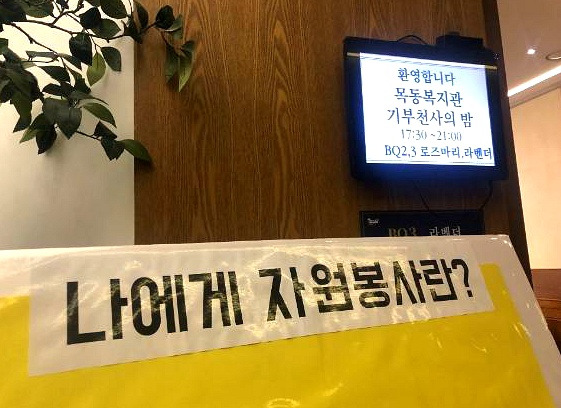 환영합니다
목동복지관
기부천사의 밤
17:30 ~21:00
BQ2,3 로즈마리.라벤더
BQ3 라벤더
나에게 자원봉사란?